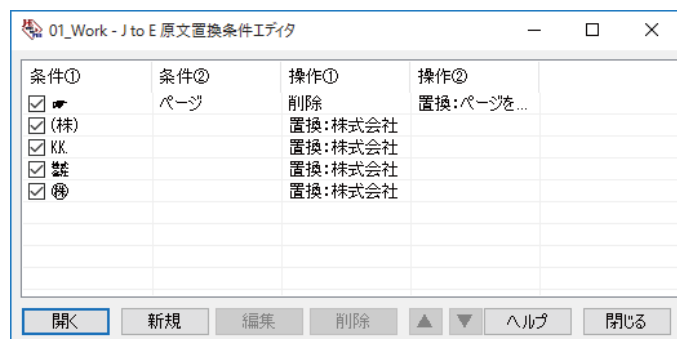 01_Work - J to E 原文置換条件エディタ
条件① 条件② 操作① 操作②
☛ ページ 削除 置換:ページを...
(株) 置換:株式会社
KK. 置換:株式会社
㍿ 置換:株式会社
㊑ 置換:株式会社
開く 新規 編集 削除 ▲ ▼ ヘルプ 閉じる